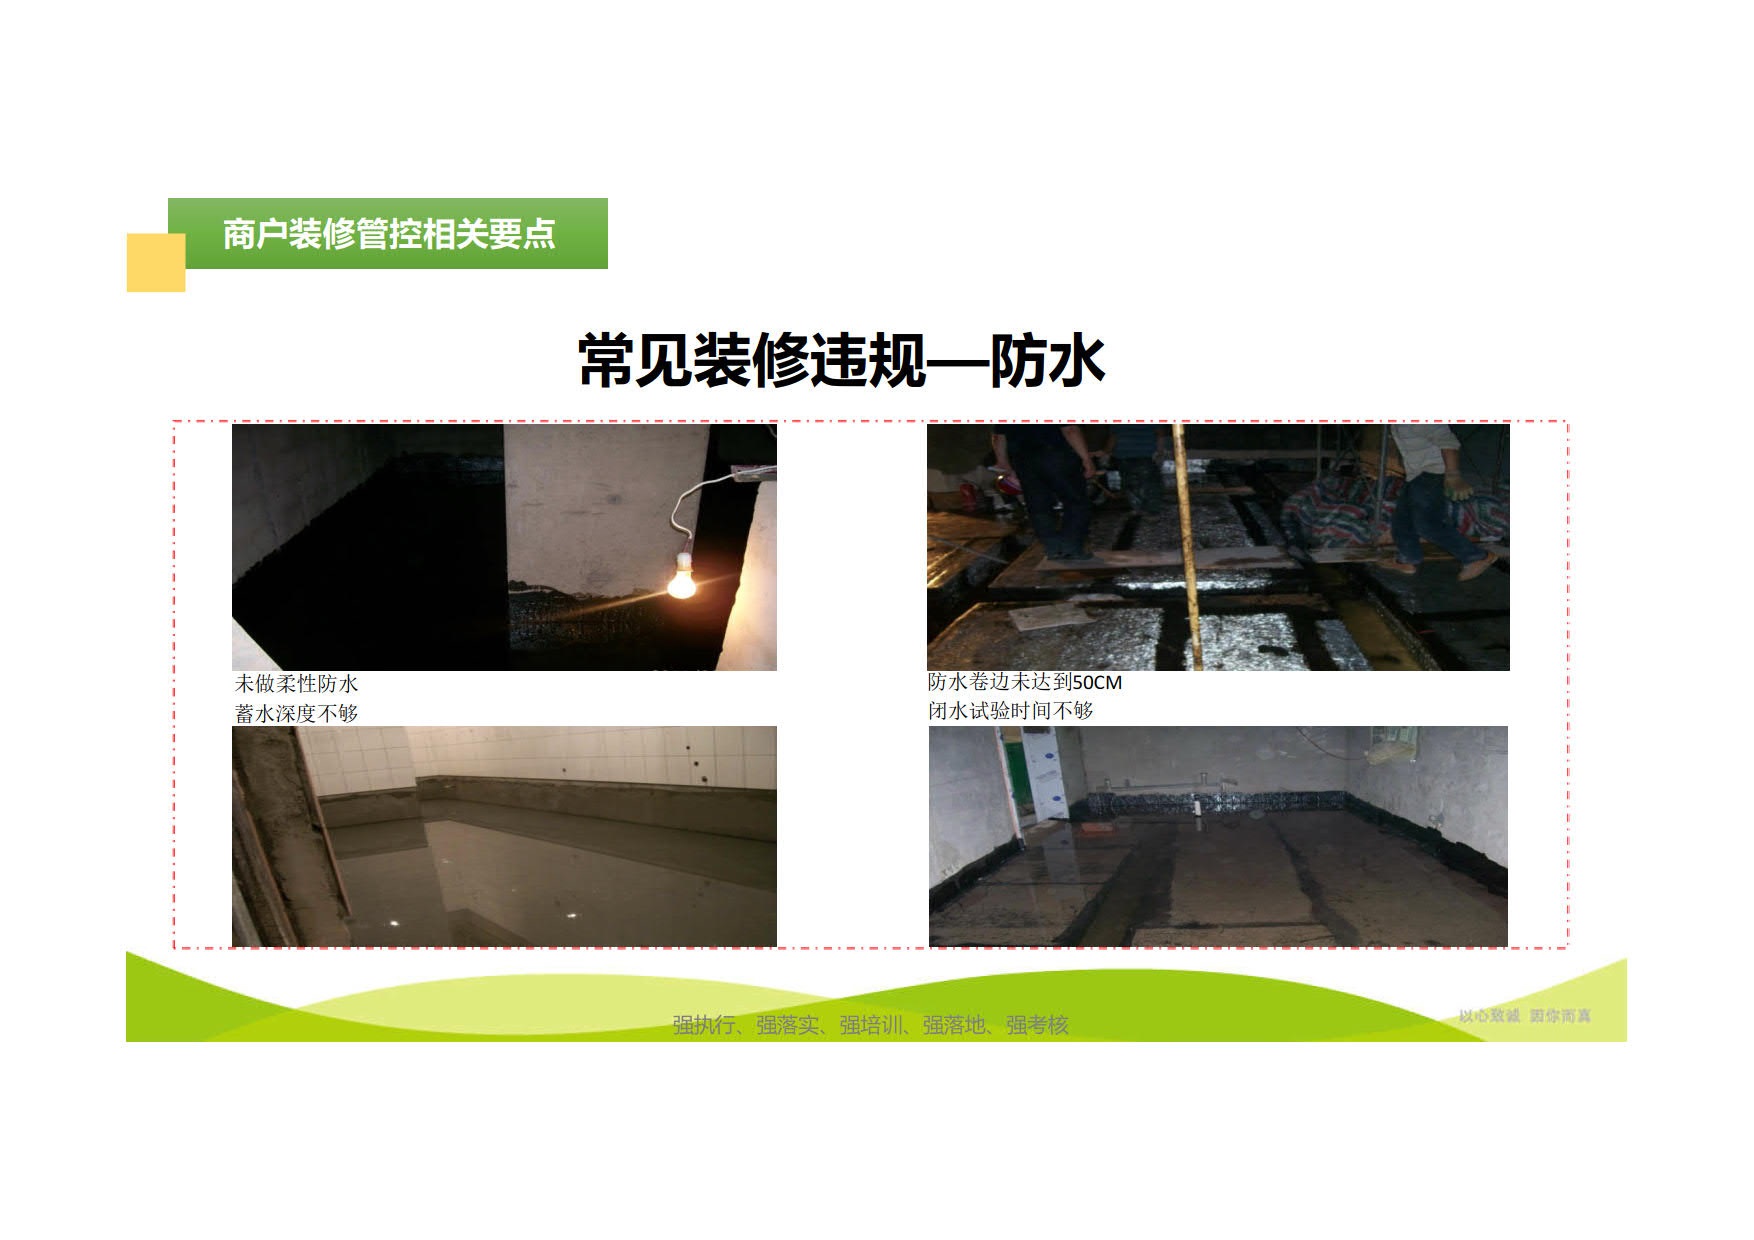 商户装修管控相关要点
常见装修违规—防水
未做柔性防水
蓄水深度不够
防水卷边未达到50CM
闭水试验时间不够
强执行、强落实、强培训、强落地、强考核
以心致诚 因你而真